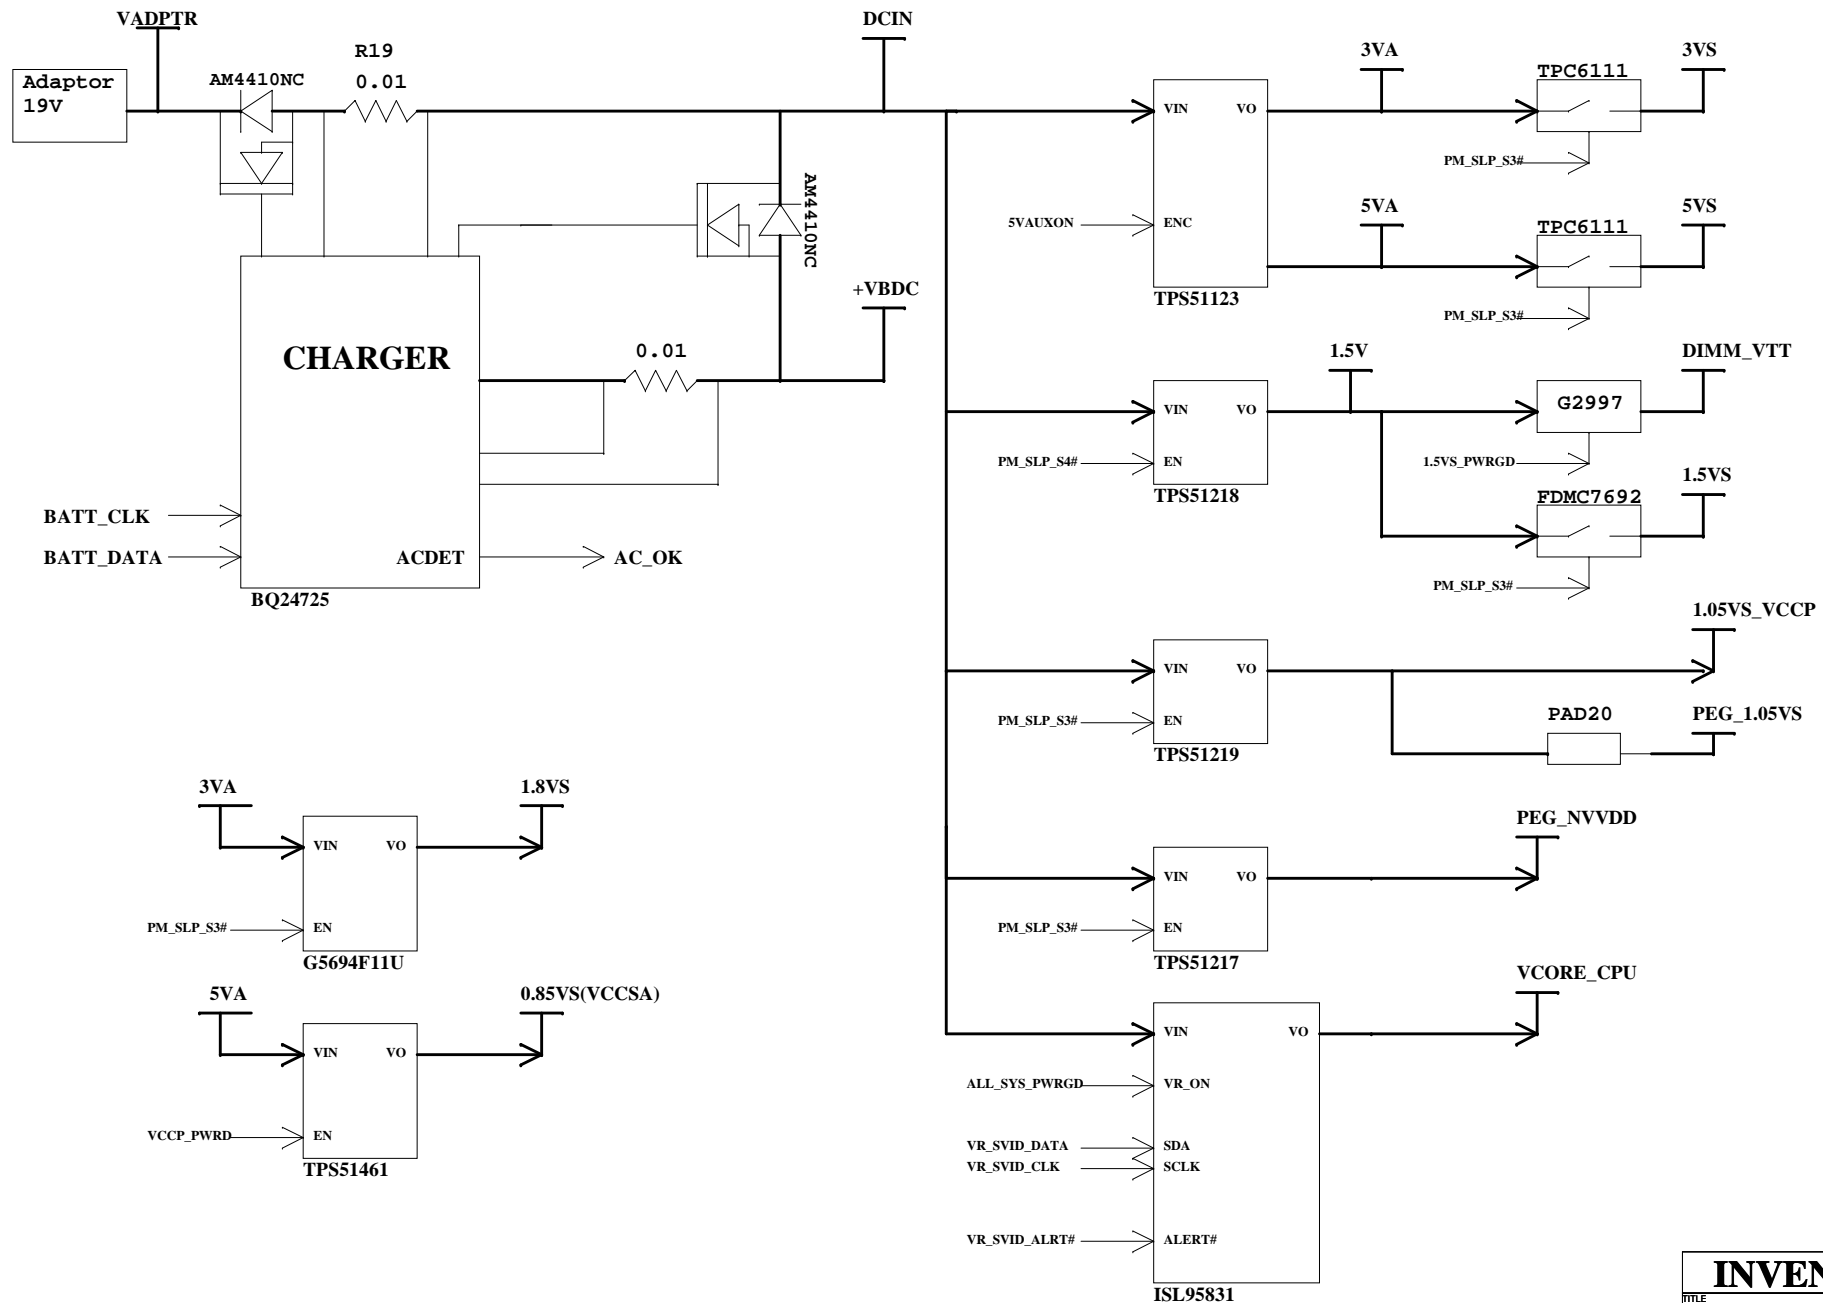 VADPTR
DCIN
Adaptor
19V
AM4410NC
R19
0.01
AM4410NC
+VBDC
CHARGER
0.01
BATT_CLK
BATT_DATA
ACDET
AC_OK
BQ24725
VIN
VO
5VAUXON
ENC
TPS51123
3VA
TPC6111
3VS
PM_SLP_S3#
5VA
TPC6111
5VS
PM_SLP_S3#
1.5V
DIMM_VTT
VIN
VO
G2997
PM_SLP_S4#
EN
1.5VS_PWRGD
TPS51218
FDMC7692
1.5VS
PM_SLP_S3#
1.05VS_VCCP
VIN
VO
PM_SLP_S3#
EN
TPS51219
PAD20
PEG_1.05VS
3VA
1.8VS
VIN
VO
PM_SLP_S3#
EN
G5694F11U
PEG_NVVDD
VIN
VO
PM_SLP_S3#
EN
TPS51217
5VA
0.85VS(VCCSA)
VIN
VO
VCCP_PWRD
EN
TPS51461
VCORE_CPU
VIN
VO
ALL_SYS_PWRGD
VR_ON
VR_SVID_DATA
SDA
VR_SVID_CLK
SCLK
VR_SVID_ALRT#
ALERT#
ISL95831
TITLE